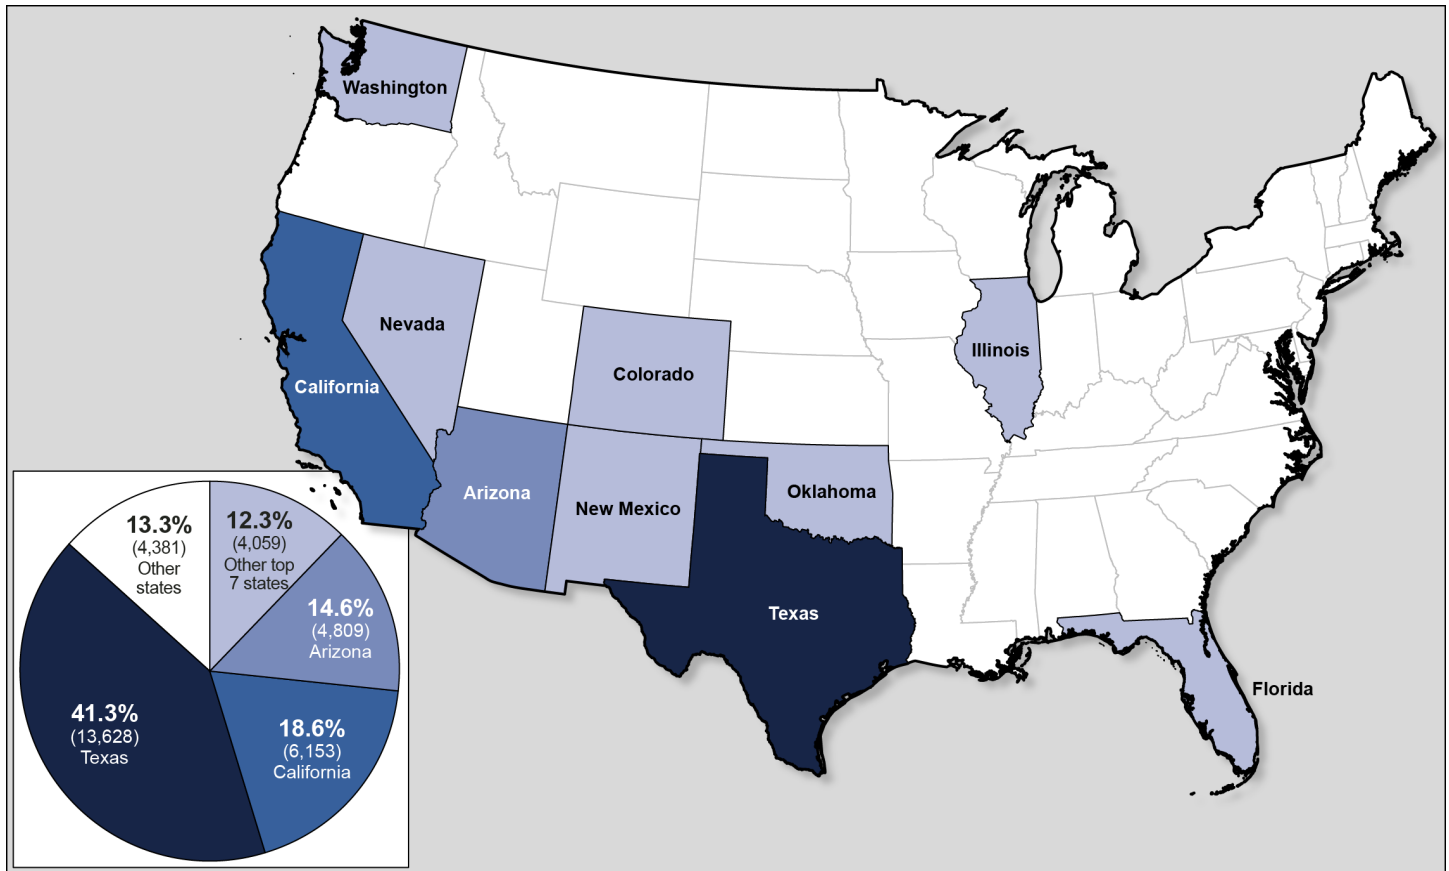 Washington
Nevada
California
Colorado
Illinois
Arizona
New Mexico
Oklahoma
Texas
Florida
13.3%
(4,381)
Other
states
12.3%
(4,059)
Other top
7 states
14.6%
(4,809)
Arizona
41.3%
(13,628)
Texas
18.6%
(6,153)
California